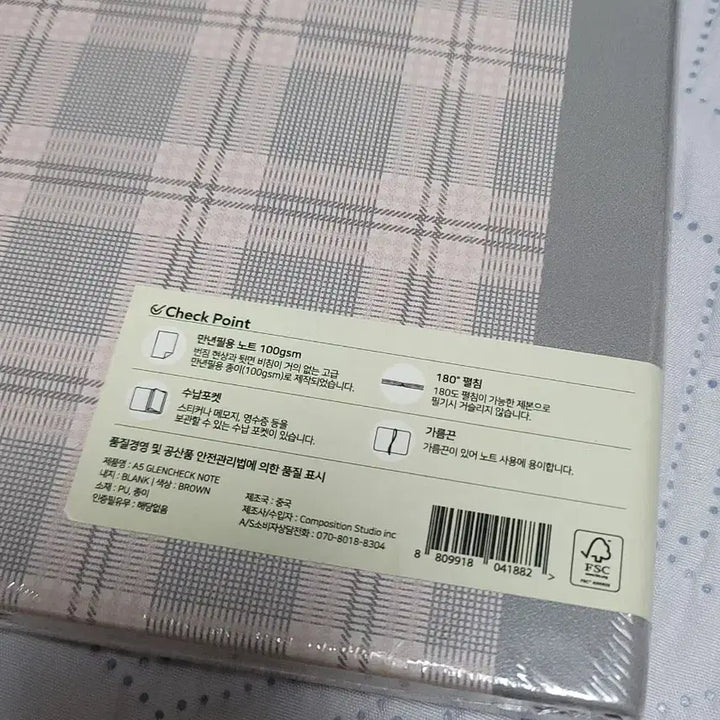 Check Point
만년필용 노트 100gsm
번짐 현상과 뒷면 비침이 거의 없는 고급
만년필용 종이(100gsm)로 제작되었습니다.
180° 펼침
180도 펼침이 가능한 제본으로
필기시 거슬리지 않습니다.
수납포켓
스티커나 메모지, 영수증 등을
보관할 수 있는 수납 포켓이 있습니다.
가름끈
가름끈이 있어 노트 사용에 용이합니다.
품질경영 및 공산품 안전관리법에 의한 품질 표시
제품명 : A5 GLENCHECK NOTE
내지 : BLANK | 색상 : BROWN
소재 : PU, 종이
인증필유무 : 해당없음
제조국 : 중국
제조사/수입자 : Composition Studio inc
A/S소비자상담전화 : 070-8018-8304
8 809918 041882 >
FSC